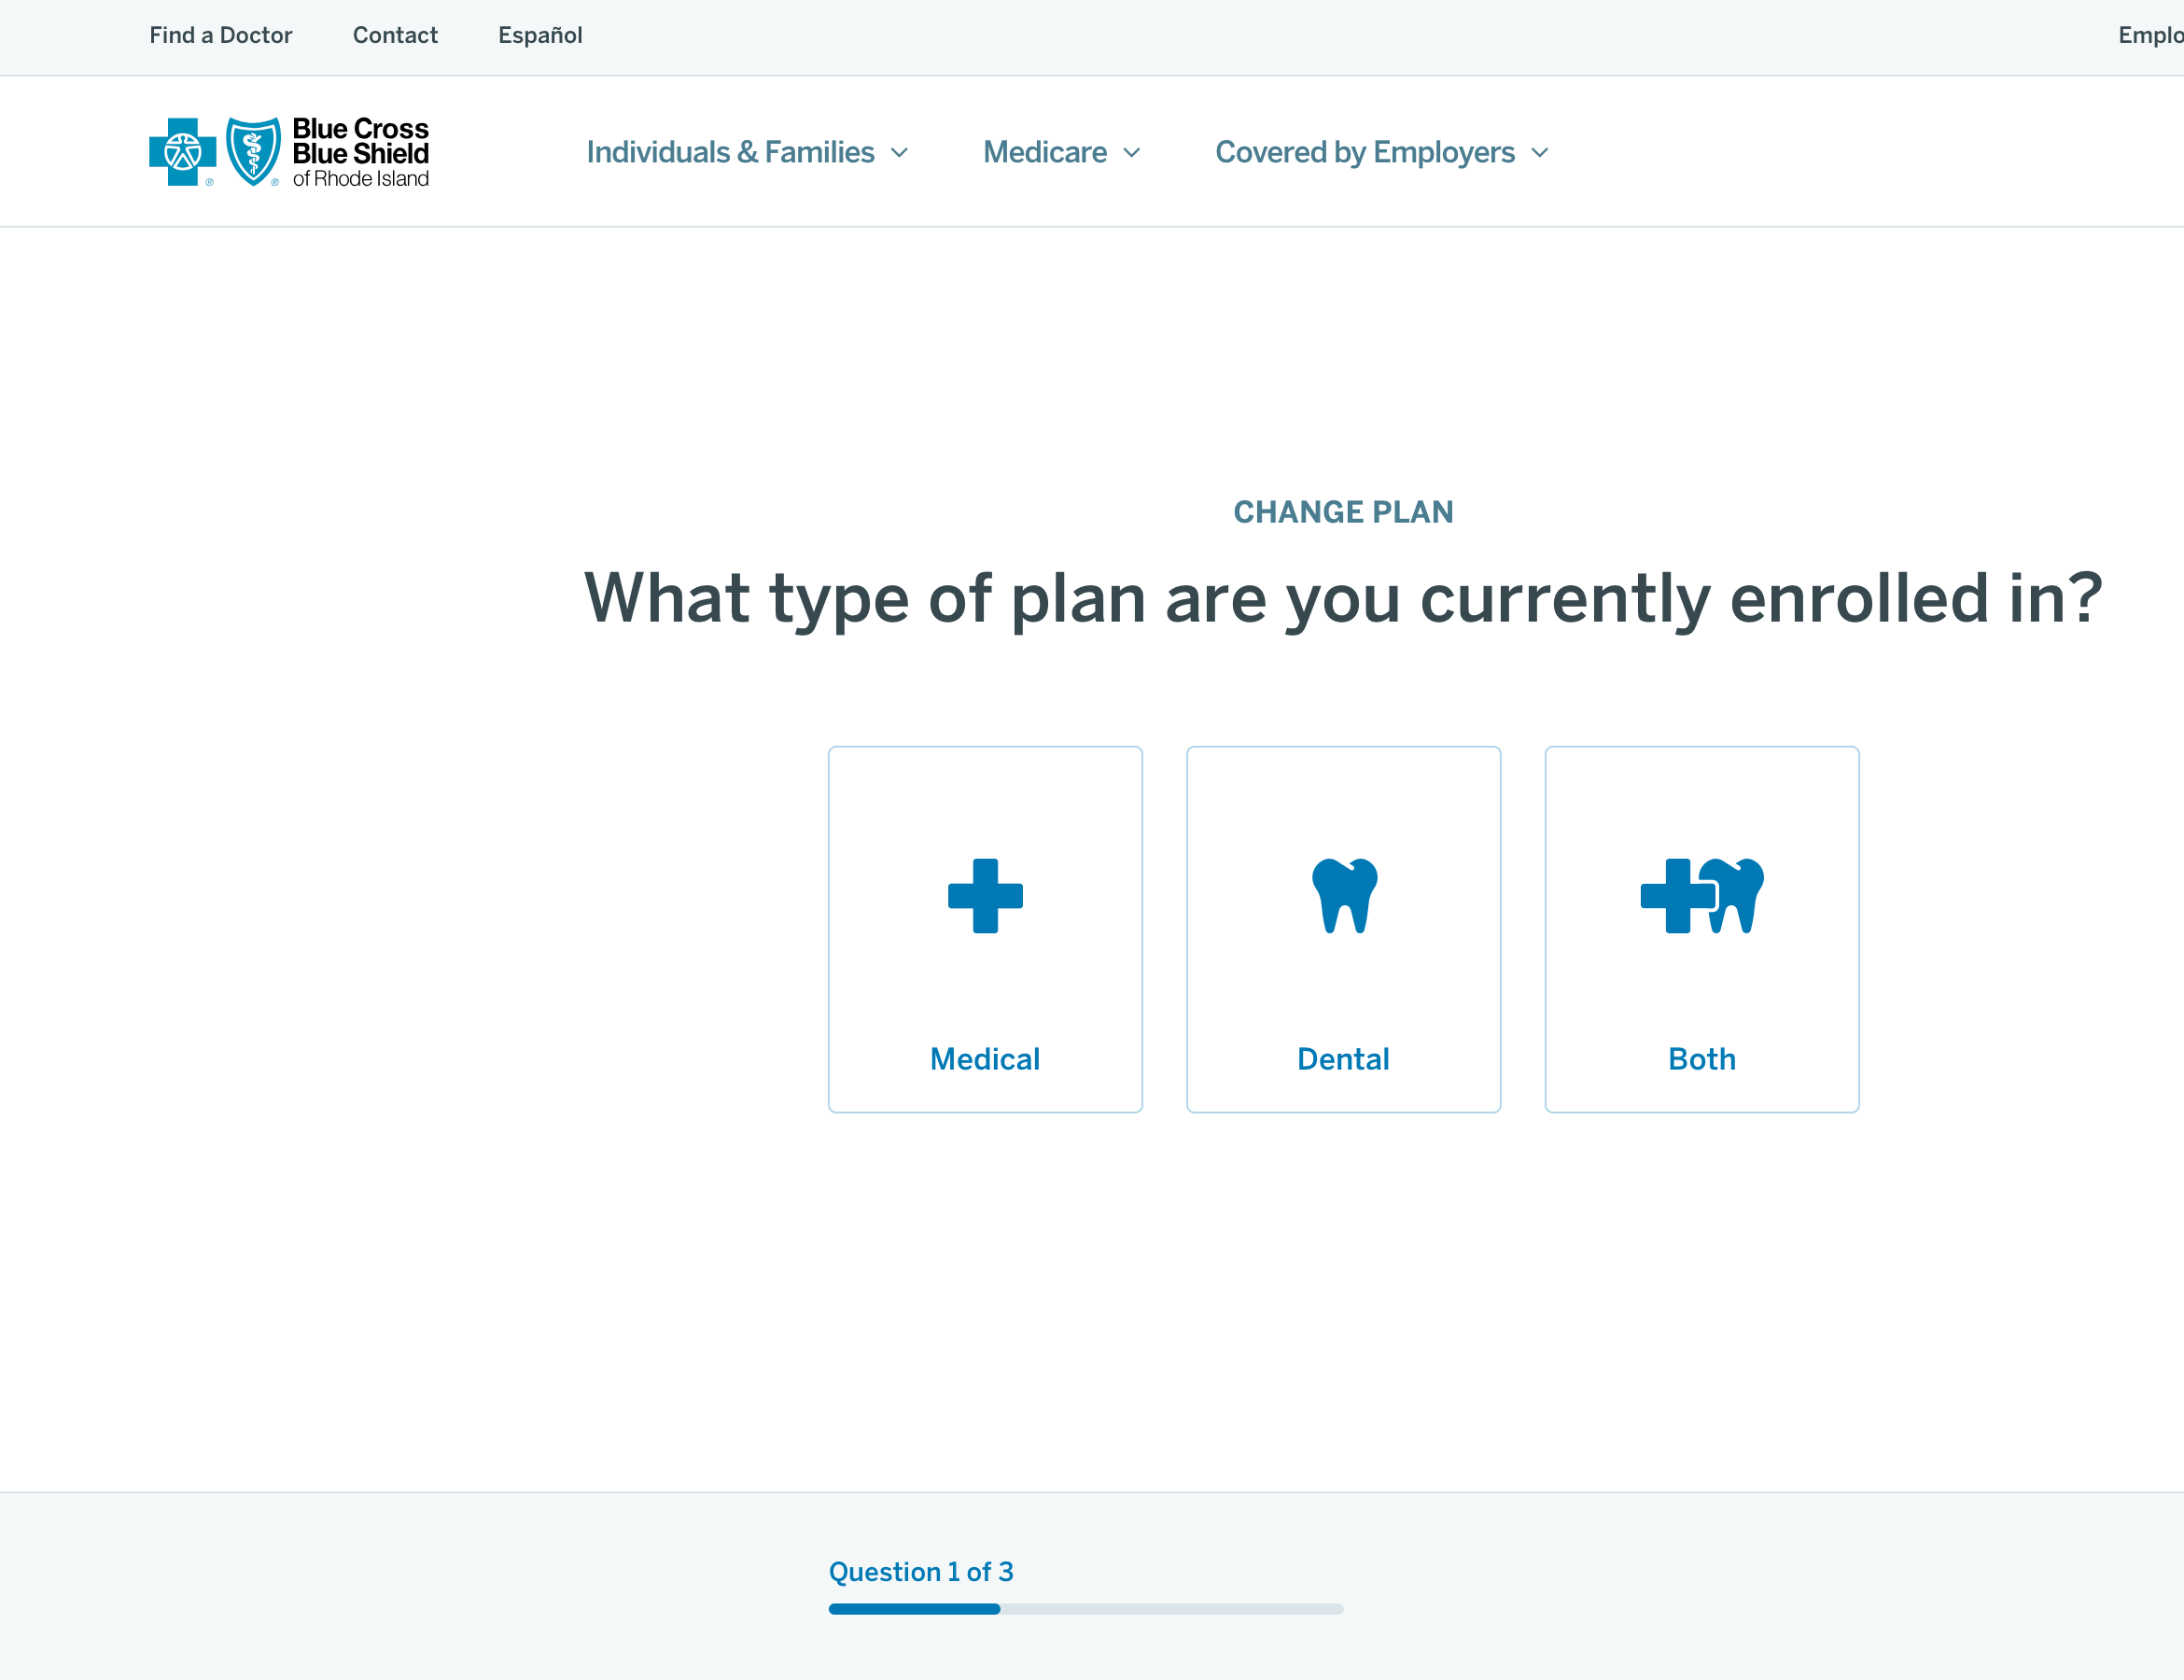 Find a Doctor
Contact
Español
Emplo
Blue Cross
Blue Shield
of Rhode Island
Individuals & Families
Medicare
Covered by Employers
CHANGE PLAN
What type of plan are you currently enrolled in?
Medical
Dental
Both
Question 1 of 3